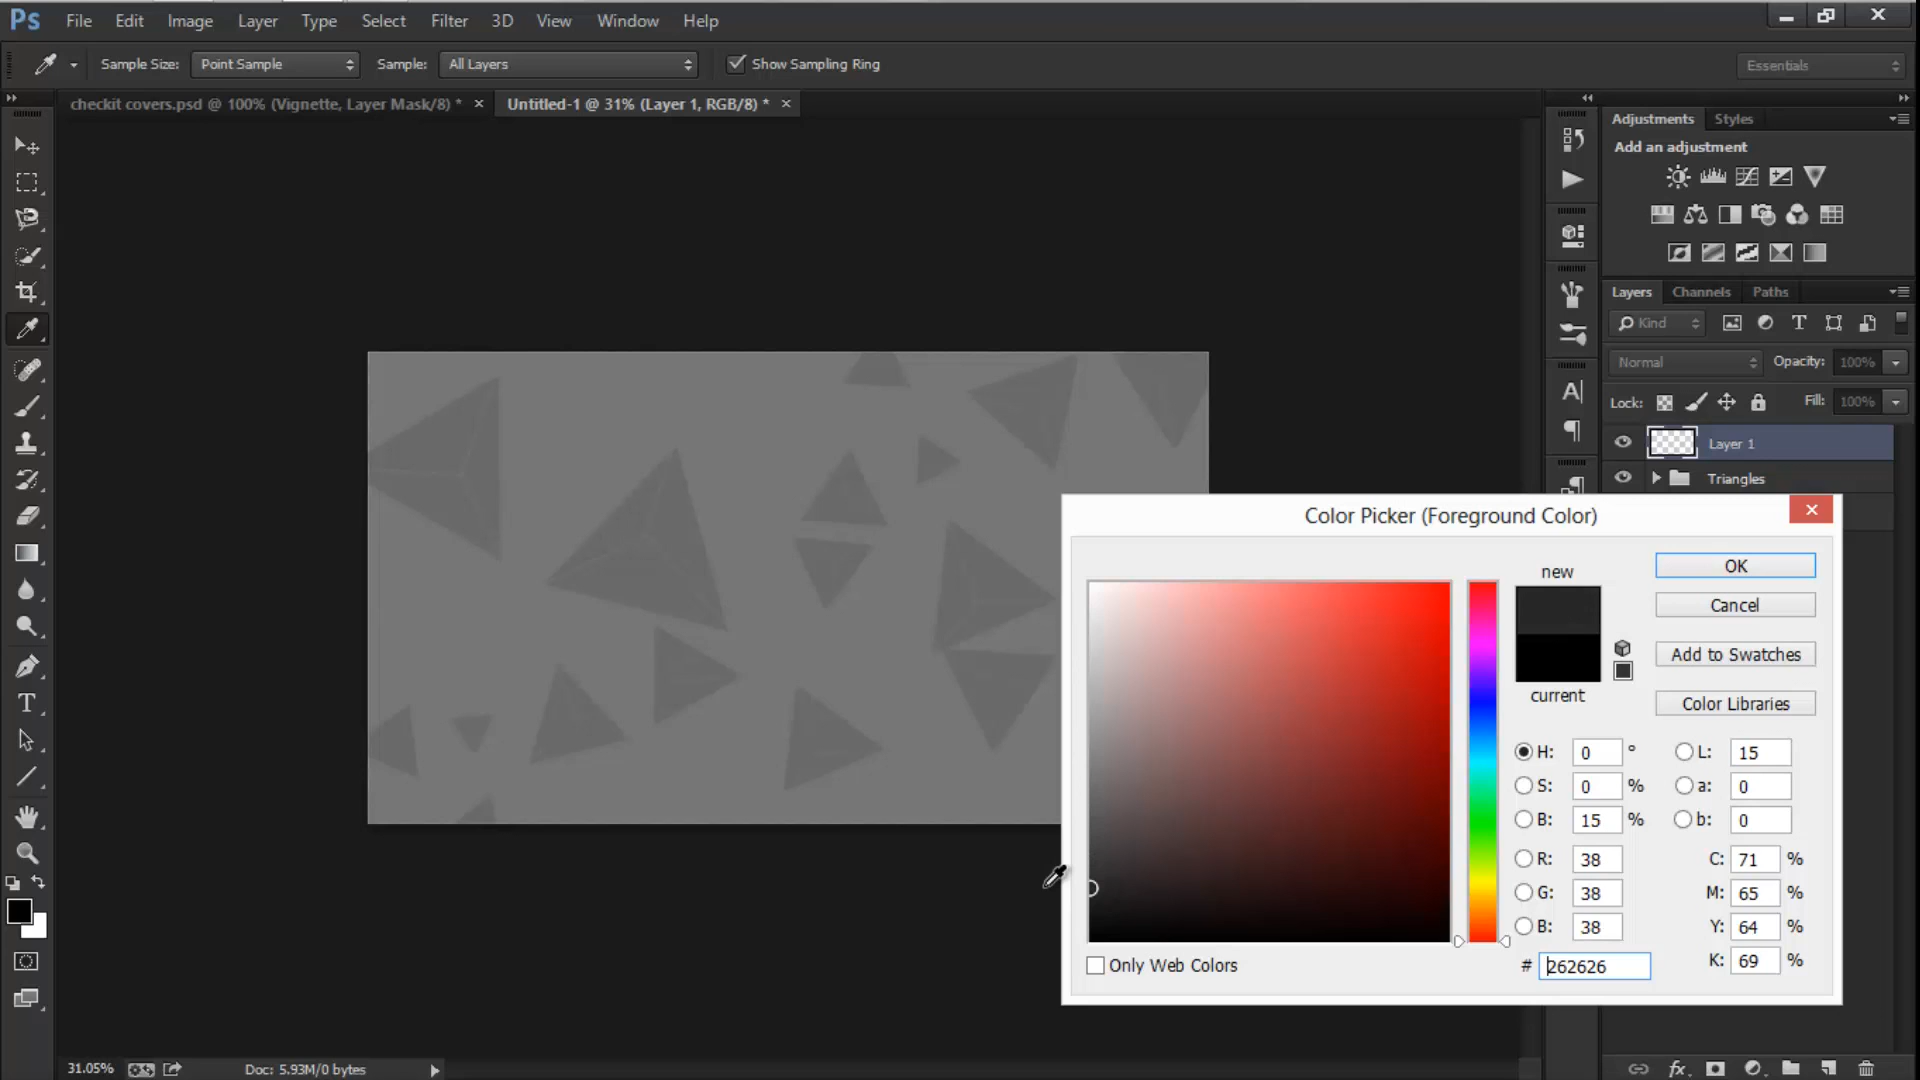 Ps File Edit Image Layer Type Select Filter 3D View Window Help
Sample Size: Point Sample Sample: All Layers Show Sampling Ring Essentials
checkit covers.psd @ 100% (Vignette, Layer Mask/8) * × Untitled-1 @ 31% (Layer 1, RGB/8) * ×
Adjustments Styles
Add an adjustment
Layers Channels Paths
Kind
Normal Opacity: 100%
Lock: Fill: 100%
Layer 1
Triangles
Color Picker (Foreground Color)
new
current
OK
Cancel
Add to Swatches
Color Libraries
H: 0 ° L: 15
S: 0 % a: 0
B: 15 % b: 0
R: 38 C: 71 %
G: 38 M: 65 %
B: 38 Y: 64 %
# 262626 K: 69 %
Only Web Colors
31.05% Doc: 5.93M/0 bytes